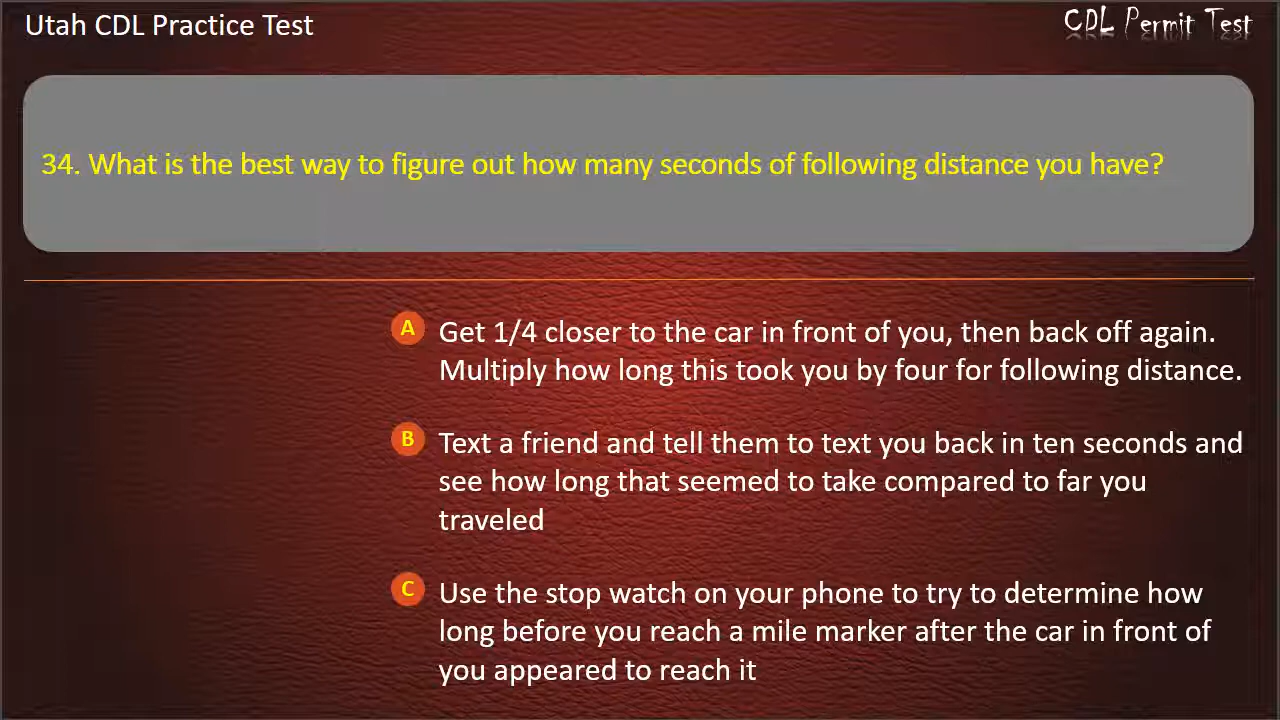 Utah CDL Practice Test
CDL Permit Test
34. What is the best way to figure out how many seconds of following distance you have?
A Get 1/4 closer to the car in front of you, then back off again.
Multiply how long this took you by four for following distance.
B Text a friend and tell them to text you back in ten seconds and
see how long that seemed to take compared to far you
traveled
C Use the stop watch on your phone to try to determine how
long before you reach a mile marker after the car in front of
you appeared to reach it